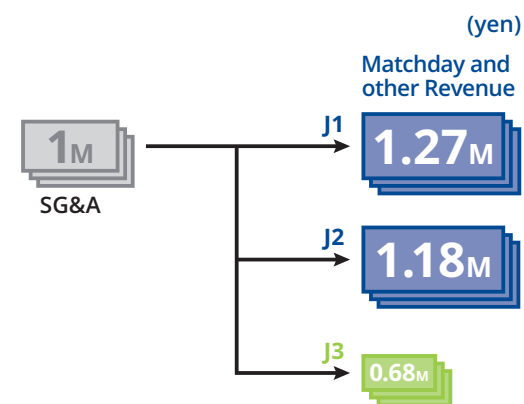 (yen)
Matchday and
other Revenue
1M
SG&A
J1
1.27M
J2
1.18M
J3
0.68M